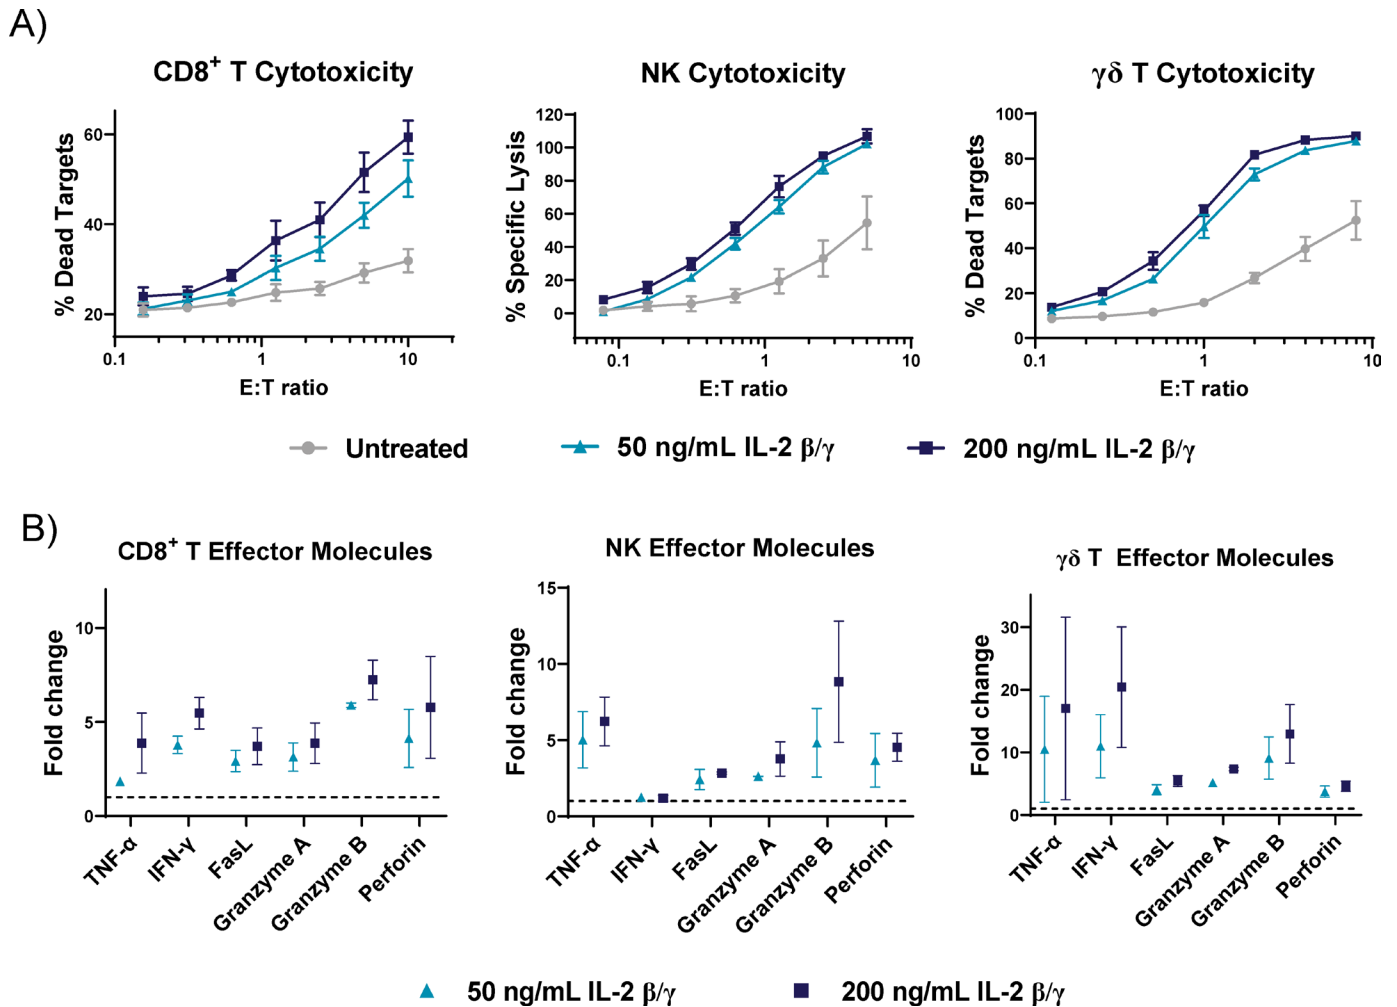 A)
CD8⁺ T Cytotoxicity
% Dead Targets
60
40
20
0.1 1 10
E:T ratio
NK Cytotoxicity
% Specific Lysis
120
100
80
60
40
20
0
0.1 1 10
E:T ratio
γδ T Cytotoxicity
% Dead Targets
100
80
60
40
20
0
0.1 1 10
E:T ratio
Untreated
50 ng/mL IL-2 β/γ
200 ng/mL IL-2 β/γ
B)
CD8⁺ T Effector Molecules
Fold change
10
5
0
TNF-α
IFN-γ
FasL
Granzyme A
Granzyme B
Perforin
NK Effector Molecules
Fold change
15
10
5
0
TNF-α
IFN-γ
FasL
Granzyme A
Granzyme B
Perforin
γδ T Effector Molecules
Fold change
30
20
10
0
TNF-α
IFN-γ
FasL
Granzyme A
Granzyme B
Perforin
50 ng/mL IL-2 β/γ
200 ng/mL IL-2 β/γ